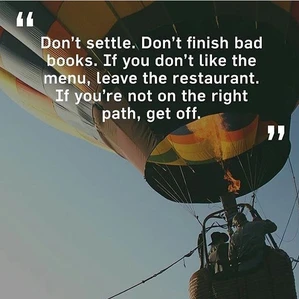 “
Don’t settle. Don’t finish bad
books. If you don’t like the
menu, leave the restaurant.
If you’re not on the right
path, get off.
”